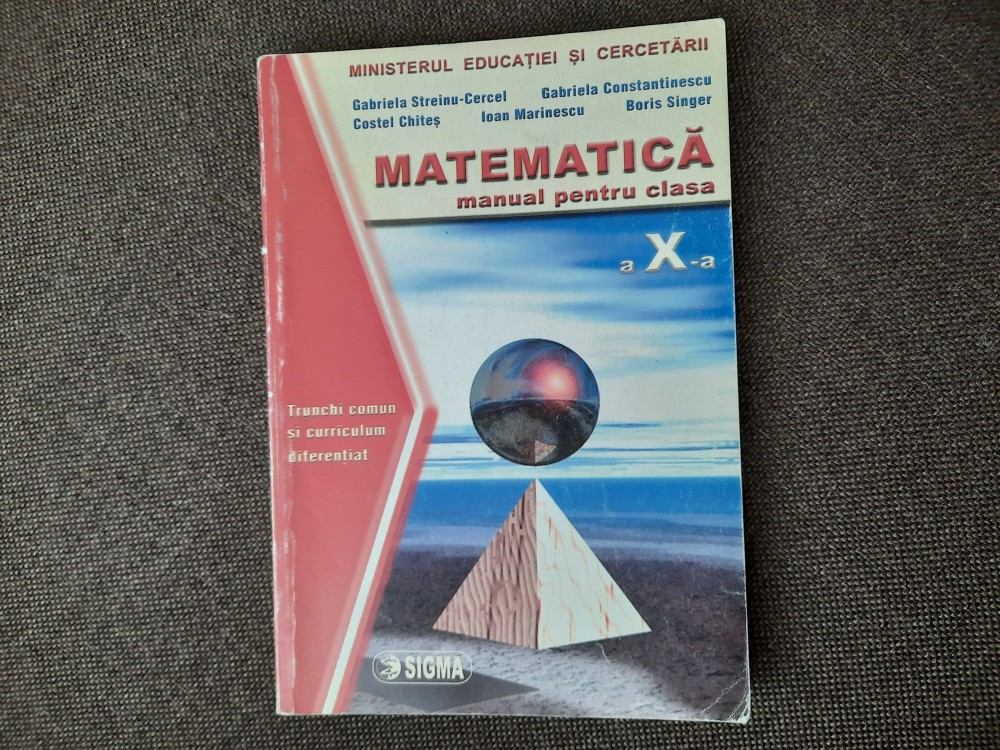 MINISTERUL EDUCAȚIEI ȘI CERCETĂRII
Gabriela Streinu-Cercel Gabriela Constantinescu
Costel Chiteș Ioan Marinescu Boris Singer
MATEMATICĂ
manual pentru clasa
a X-a
Trunchi comun
si curriculum
diferențiat
SIGMA